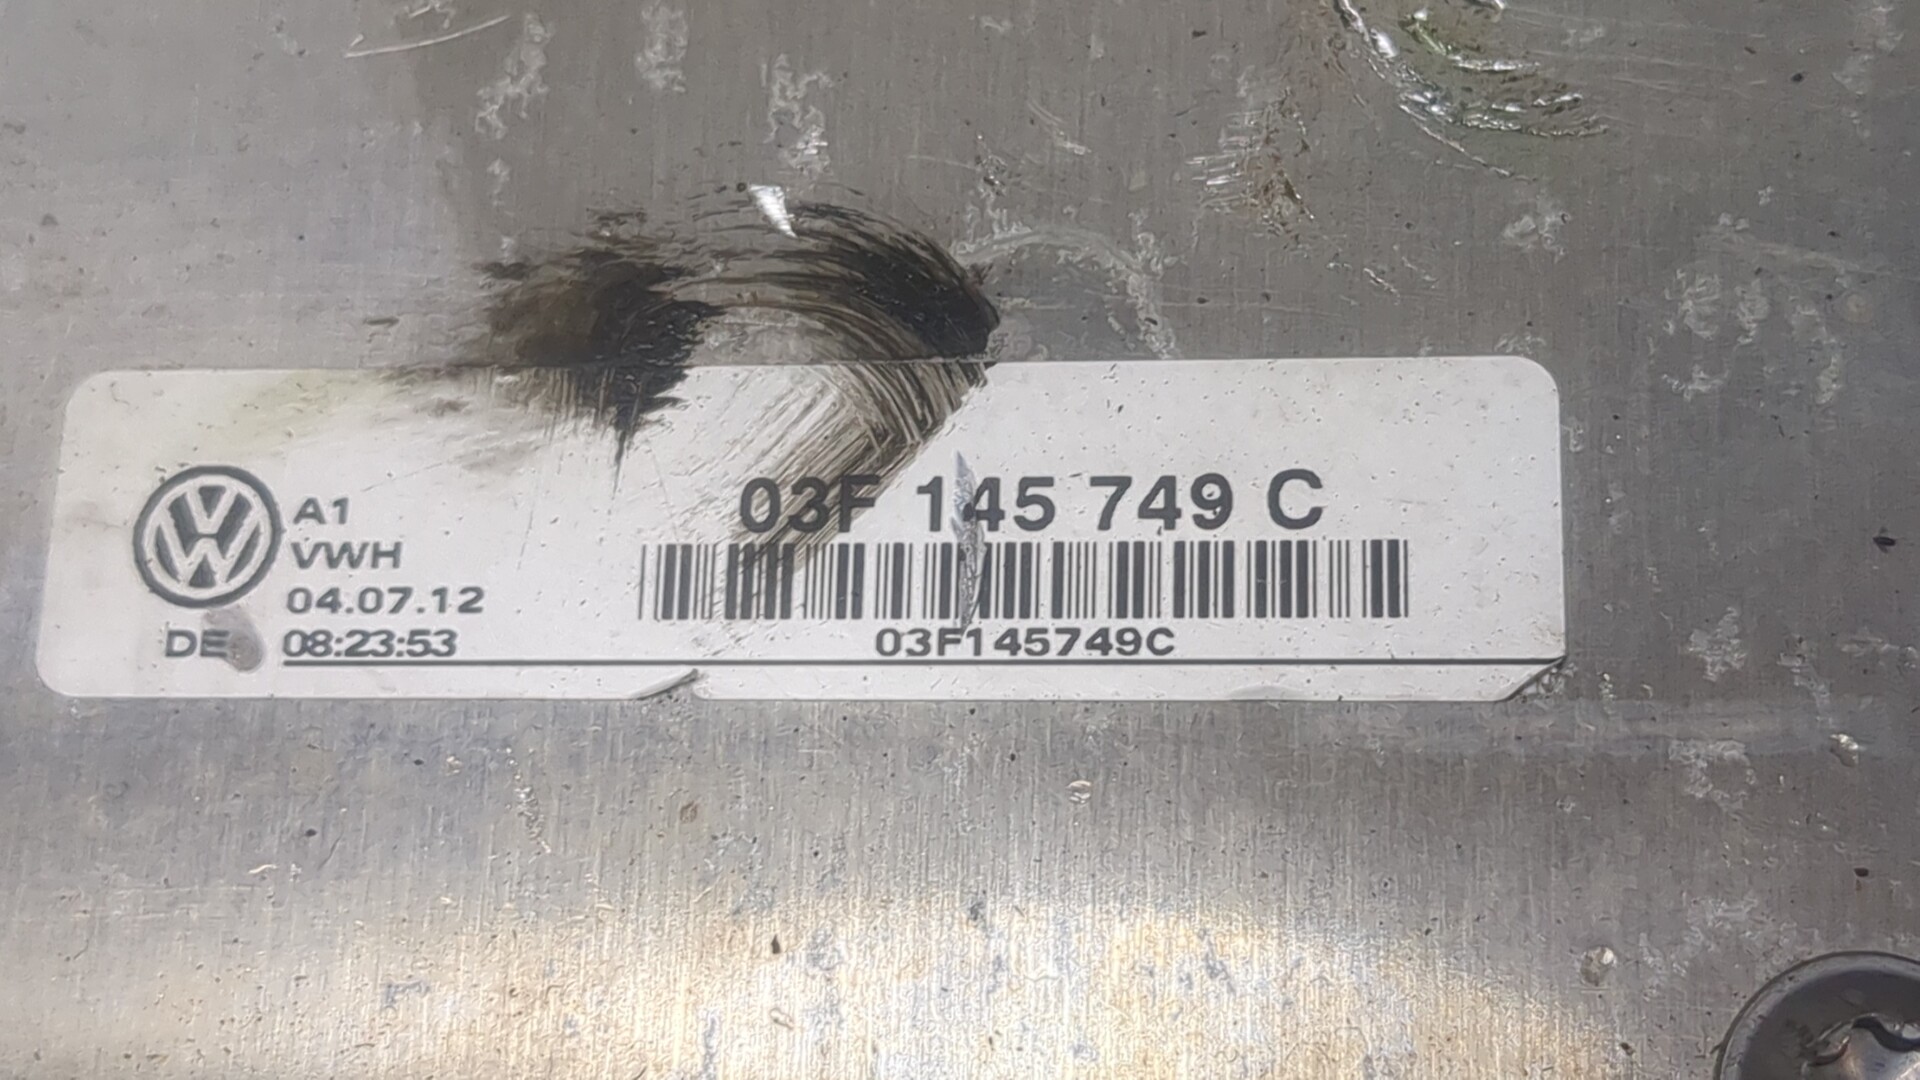 A1
VWH
04.07.12
DE 08:23:53
03F 145 749 C
03F145749C